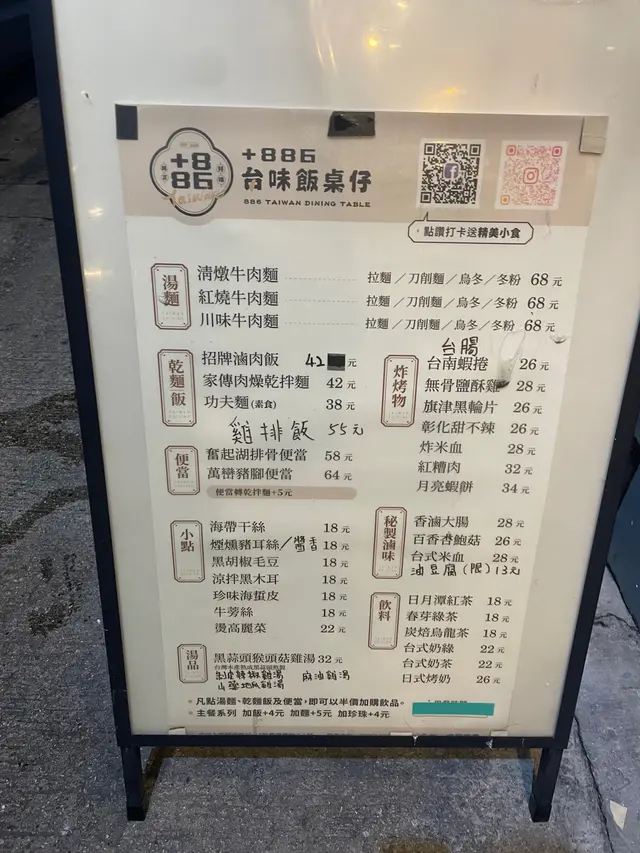 +886
+886
台味飯桌仔
886 TAIWAN DINING TABLE
點讚打卡送精美小食
湯麵
清燉牛肉麵 拉麵／刀削麵／烏冬／冬粉 68元
紅燒牛肉麵 拉麵／刀削麵／烏冬／冬粉 68元
川味牛肉麵 拉麵／刀削麵／烏冬／冬粉 68元
乾麵飯
招牌滷肉飯 42元
家傳肉燥乾拌麵 42元
功夫麵(素食) 38元
雞排飯 55元
便當
奮起湖排骨便當 58元
萬巒豬腳便當 64元
便當轉乾拌麵+5元
小點
海帶干絲 18元
煙燻豬耳絲/醬香 18元
黑胡椒毛豆 18元
涼拌黑木耳 18元
珍味海蜇皮 18元
牛蒡絲 18元
燙高麗菜 22元
湯品
黑蒜頭猴頭菇雞湯 32元
剝皮辣椒雞湯 麻油雞湯
炸烤物
台腸
台南蝦捲 26元
無骨鹽酥雞 28元
旗津黑輪片 26元
彰化甜不辣 26元
炸米血 28元
紅糟肉 32元
月亮蝦餅 34元
秘製滷味
香滷大腸 28元
百香杏鮑菇 26元
台式米血 26元
油豆腐(限)13元
飲料
日月潭紅茶 18元
春芽綠茶 18元
炭焙烏龍茶 18元
台式奶綠 22元
台式奶茶 22元
日式烤奶 26元
凡點湯麵、乾麵飯及便當，即可以半價加購飲品。
主餐系列 加飯+4元 加麵+5元 加珍珠+4元